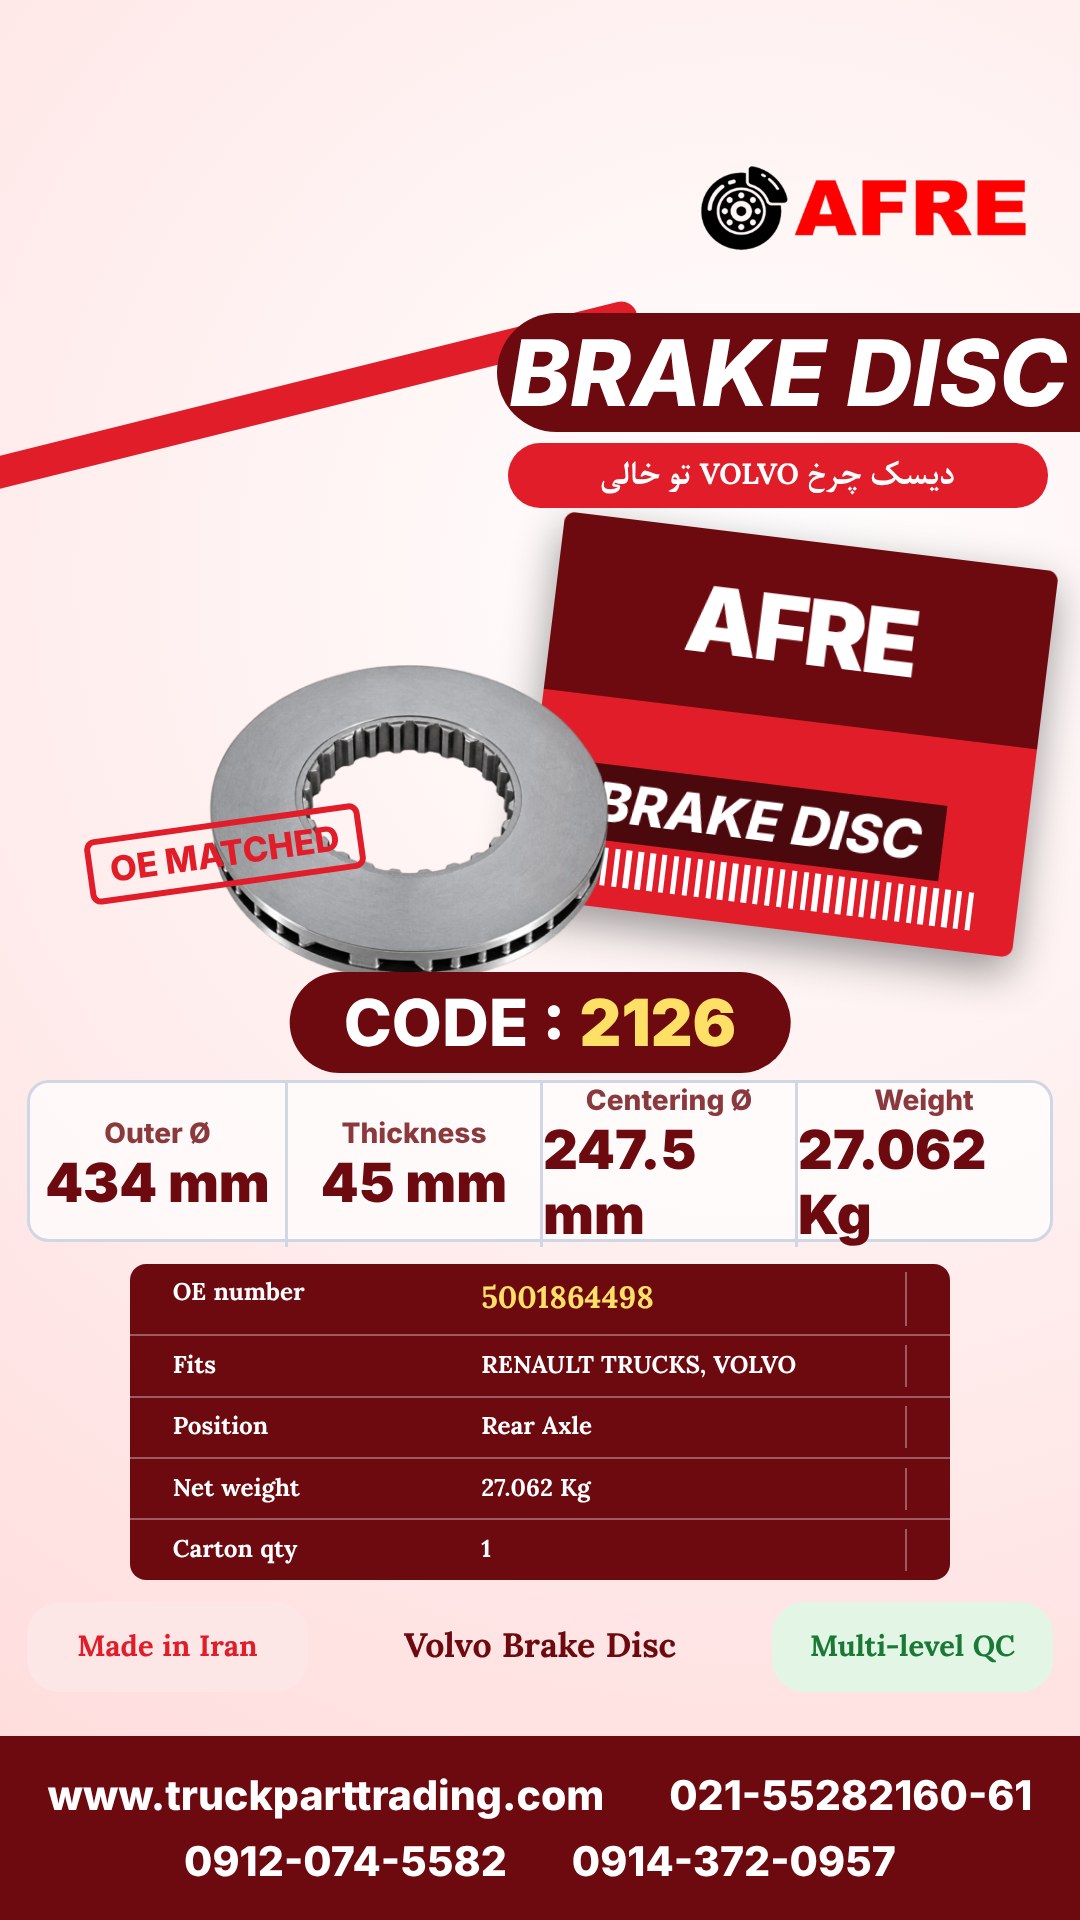 AFRE
BRAKE DISC
دیسک چرخ VOLVO تو خالی
AFRE
BRAKE DISC
OE MATCHED
CODE : 2126
Outer Ø
434 mm
Thickness
45 mm
Centering Ø
247.5
mm
Weight
27.062
Kg
OE number 5001864498
Fits RENAULT TRUCKS, VOLVO
Position Rear Axle
Net weight 27.062 Kg
Carton qty 1
Made in Iran Volvo Brake Disc Multi-level QC
www.truckparttrading.com 021-55282160-61
0912-074-5582 0914-372-0957